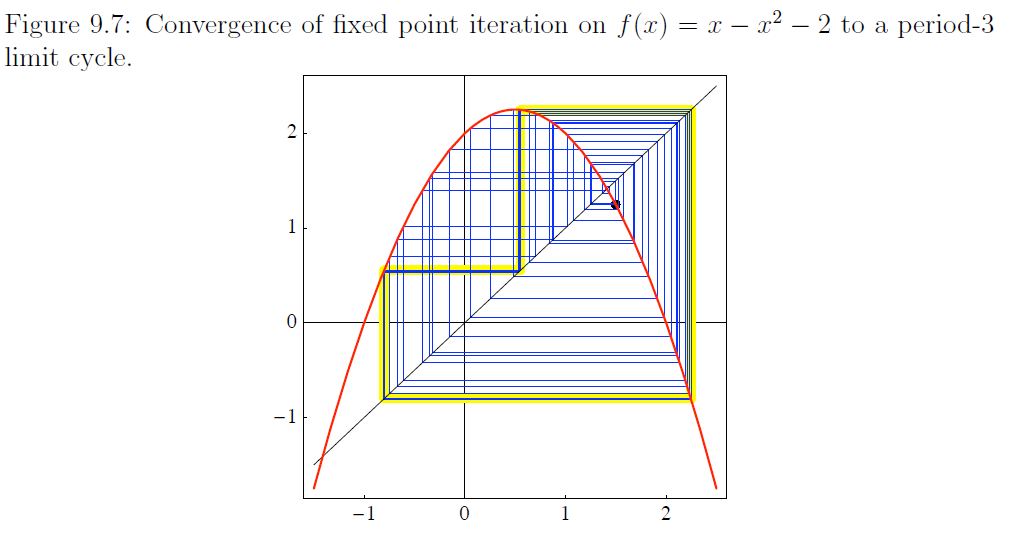 Figure 9.7: Convergence of fixed point iteration on f(x) = x − x² − 2 to a period-3
limit cycle.
2
1
0
−1
−1 0 1 2